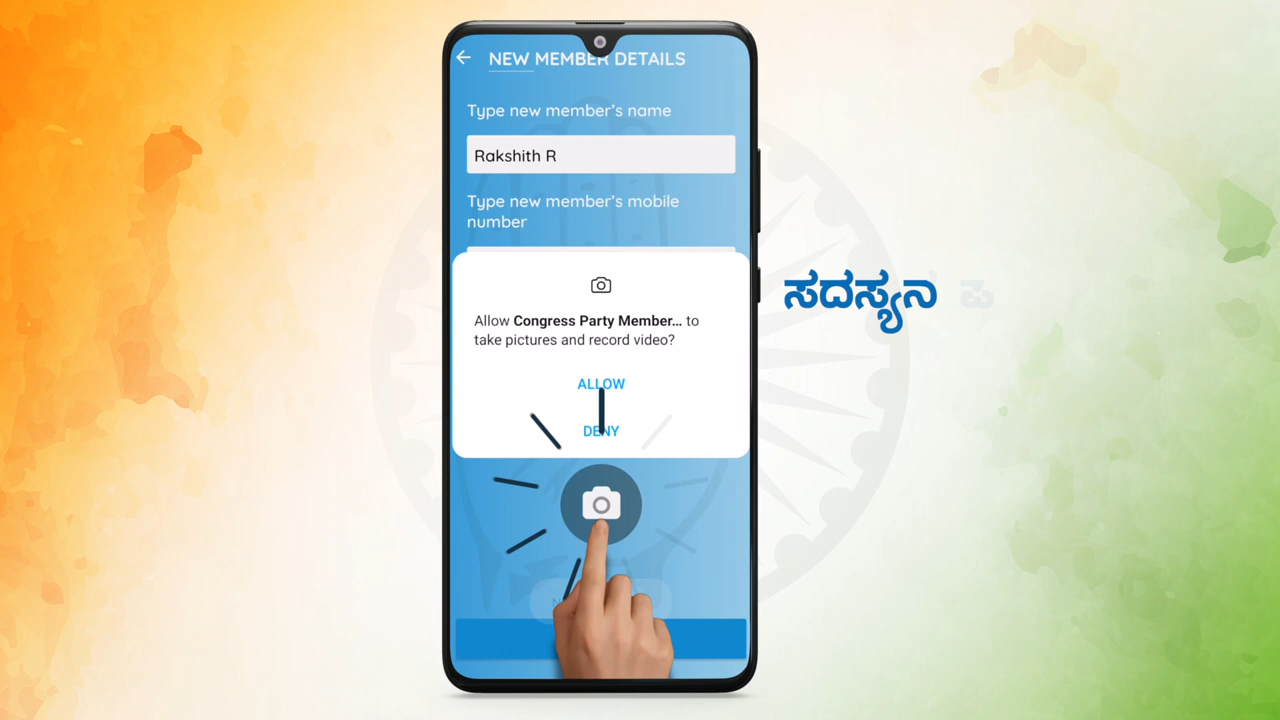 NEW MEMBER DETAILS
Type new member's name
Rakshith R
Type new member's mobile
number
Allow Congress Party Member... to
take pictures and record video?
ALLOW
DENY
ಸದಸ್ಯನ